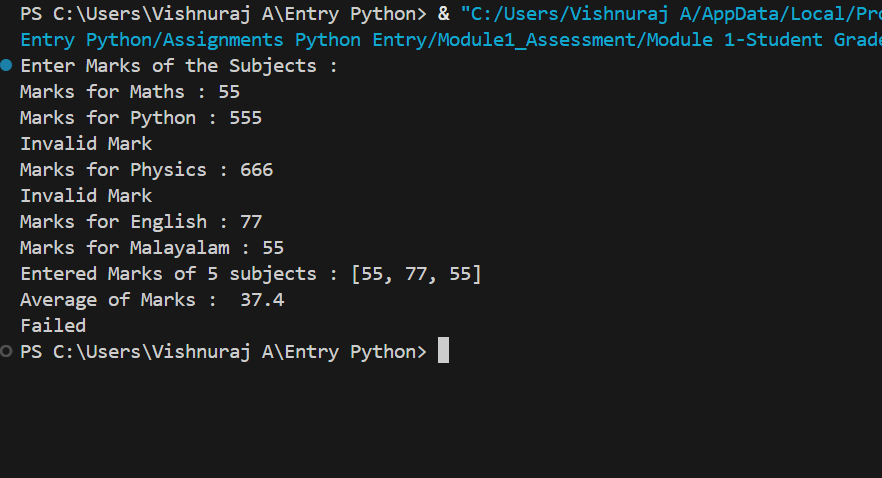 PS C:\Users\Vishnuraj A\Entry Python> & "C:/Users/Vishnuraj A/AppData/Local/Pro
Entry Python/Assignments Python Entry/Module1_Assessment/Module 1-Student Grade
Enter Marks of the Subjects :
Marks for Maths : 55
Marks for Python : 555
Invalid Mark
Marks for Physics : 666
Invalid Mark
Marks for English : 77
Marks for Malayalam : 55
Entered Marks of 5 subjects : [55, 77, 55]
Average of Marks :  37.4
Failed
PS C:\Users\Vishnuraj A\Entry Python>